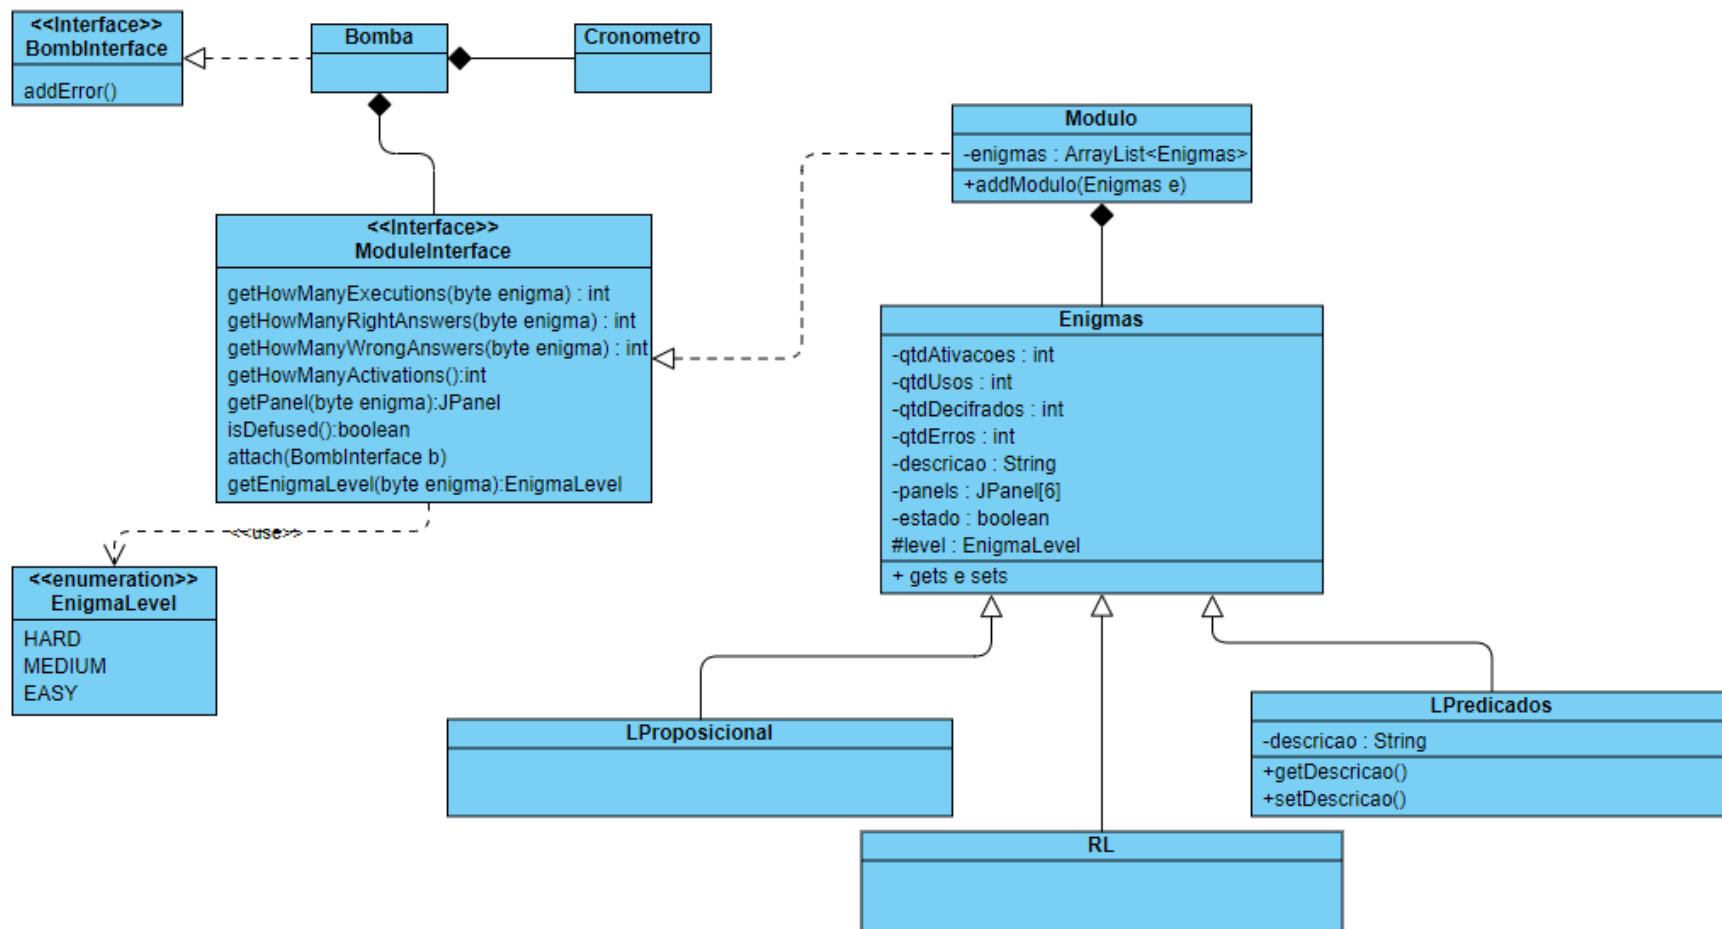 <<Interface>>
BombInterface
addError()
Bomba
Cronometro
Modulo
-enigmas : ArrayList<Enigmas>
+addModulo(Enigmas e)
<<Interface>>
ModuleInterface
getHowManyExecutions(byte enigma) : int
getHowManyRightAnswers(byte enigma) : int
getHowManyWrongAnswers(byte enigma) : int
getHowManyActivations():int
getPanel(byte enigma):JPanel
isDefused():boolean
attach(BombInterface b)
getEnigmaLevel(byte enigma):EnigmaLevel
<<use>>
<<enumeration>>
EnigmaLevel
HARD
MEDIUM
EASY
Enigmas
-qtdAtivacoes : int
-qtdUsos : int
-qtdDecifrados : int
-qtdErros : int
-descricao : String
-panels : JPanel[6]
-estado : boolean
#level : EnigmaLevel
+ gets e sets
LProposicional
RL
LPredicados
-descricao : String
+getDescricao()
+setDescricao()